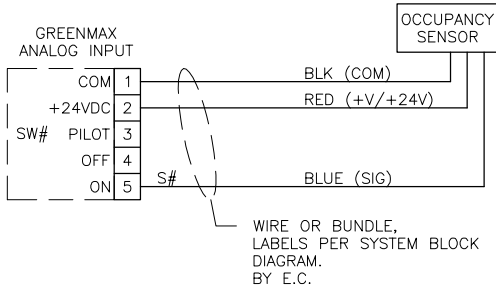 GREENMAX
ANALOG INPUT
OCCUPANCY
SENSOR
COM 1 BLK (COM)
+24VDC 2 RED (+V/+24V)
SW# PILOT 3
OFF 4
ON 5 S# BLUE (SIG)
WIRE OR BUNDLE,
LABELS PER SYSTEM BLOCK
DIAGRAM.
BY E.C.